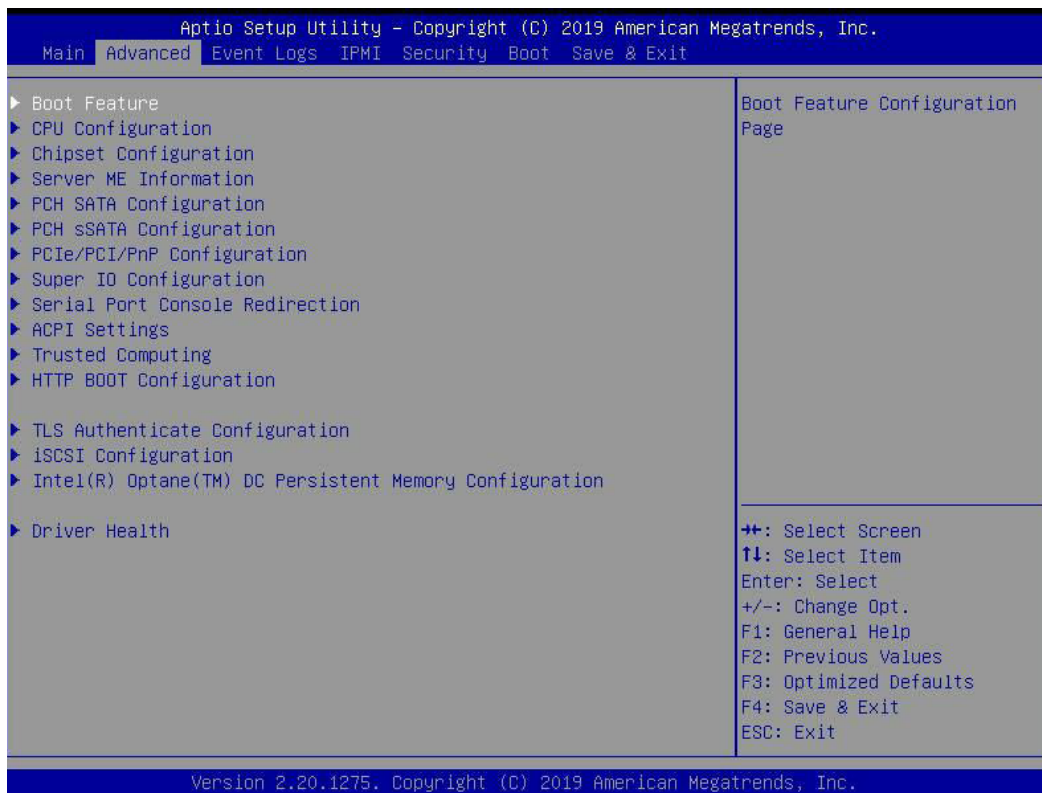 Aptio Setup Utility – Copyright (C) 2019 American Megatrends, Inc.
Main Advanced Event Logs IPMI Security Boot Save & Exit
▶ Boot Feature
▶ CPU Configuration
▶ Chipset Configuration
▶ Server ME Information
▶ PCH SATA Configuration
▶ PCH sSATA Configuration
▶ PCIe/PCI/PnP Configuration
▶ Super IO Configuration
▶ Serial Port Console Redirection
▶ ACPI Settings
▶ Trusted Computing
▶ HTTP BOOT Configuration
▶ TLS Authenticate Configuration
▶ iSCSI Configuration
▶ Intel(R) Optane(TM) DC Persistent Memory Configuration
▶ Driver Health
Boot Feature Configuration
Page
→←: Select Screen
↑↓: Select Item
Enter: Select
+/-: Change Opt.
F1: General Help
F2: Previous Values
F3: Optimized Defaults
F4: Save & Exit
ESC: Exit
Version 2.20.1275. Copyright (C) 2019 American Megatrends, Inc.